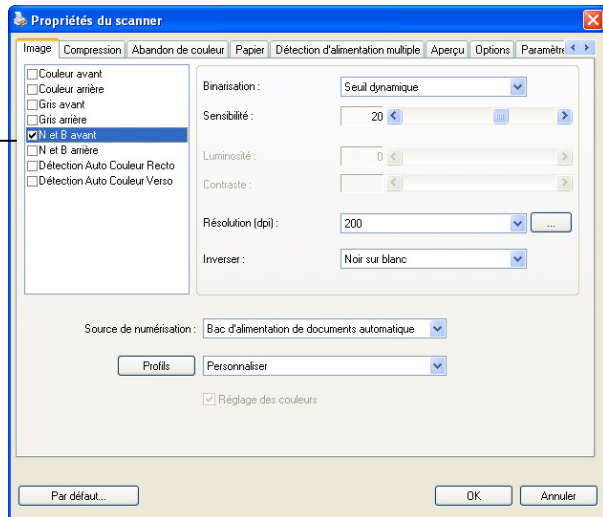 Propriétés du scanner
Image Compression Abandon de couleur Papier Détection d'alimentation multiple Aperçu Options Paramètre
Couleur avant
Couleur arrière
Gris avant
Gris arrière
N et B avant
N et B arrière
Détection Auto Couleur Recto
Détection Auto Couleur Verso
Binarisation : Seuil dynamique
Sensibilité : 20
Luminosité : 0
Contraste :
Résolution (dpi) : 200 ...
Inverser : Noir sur blanc
Source de numérisation : Bac d'alimentation de documents automatique
Profils Personnaliser
Réglage des couleurs
Par défaut... OK Annuler